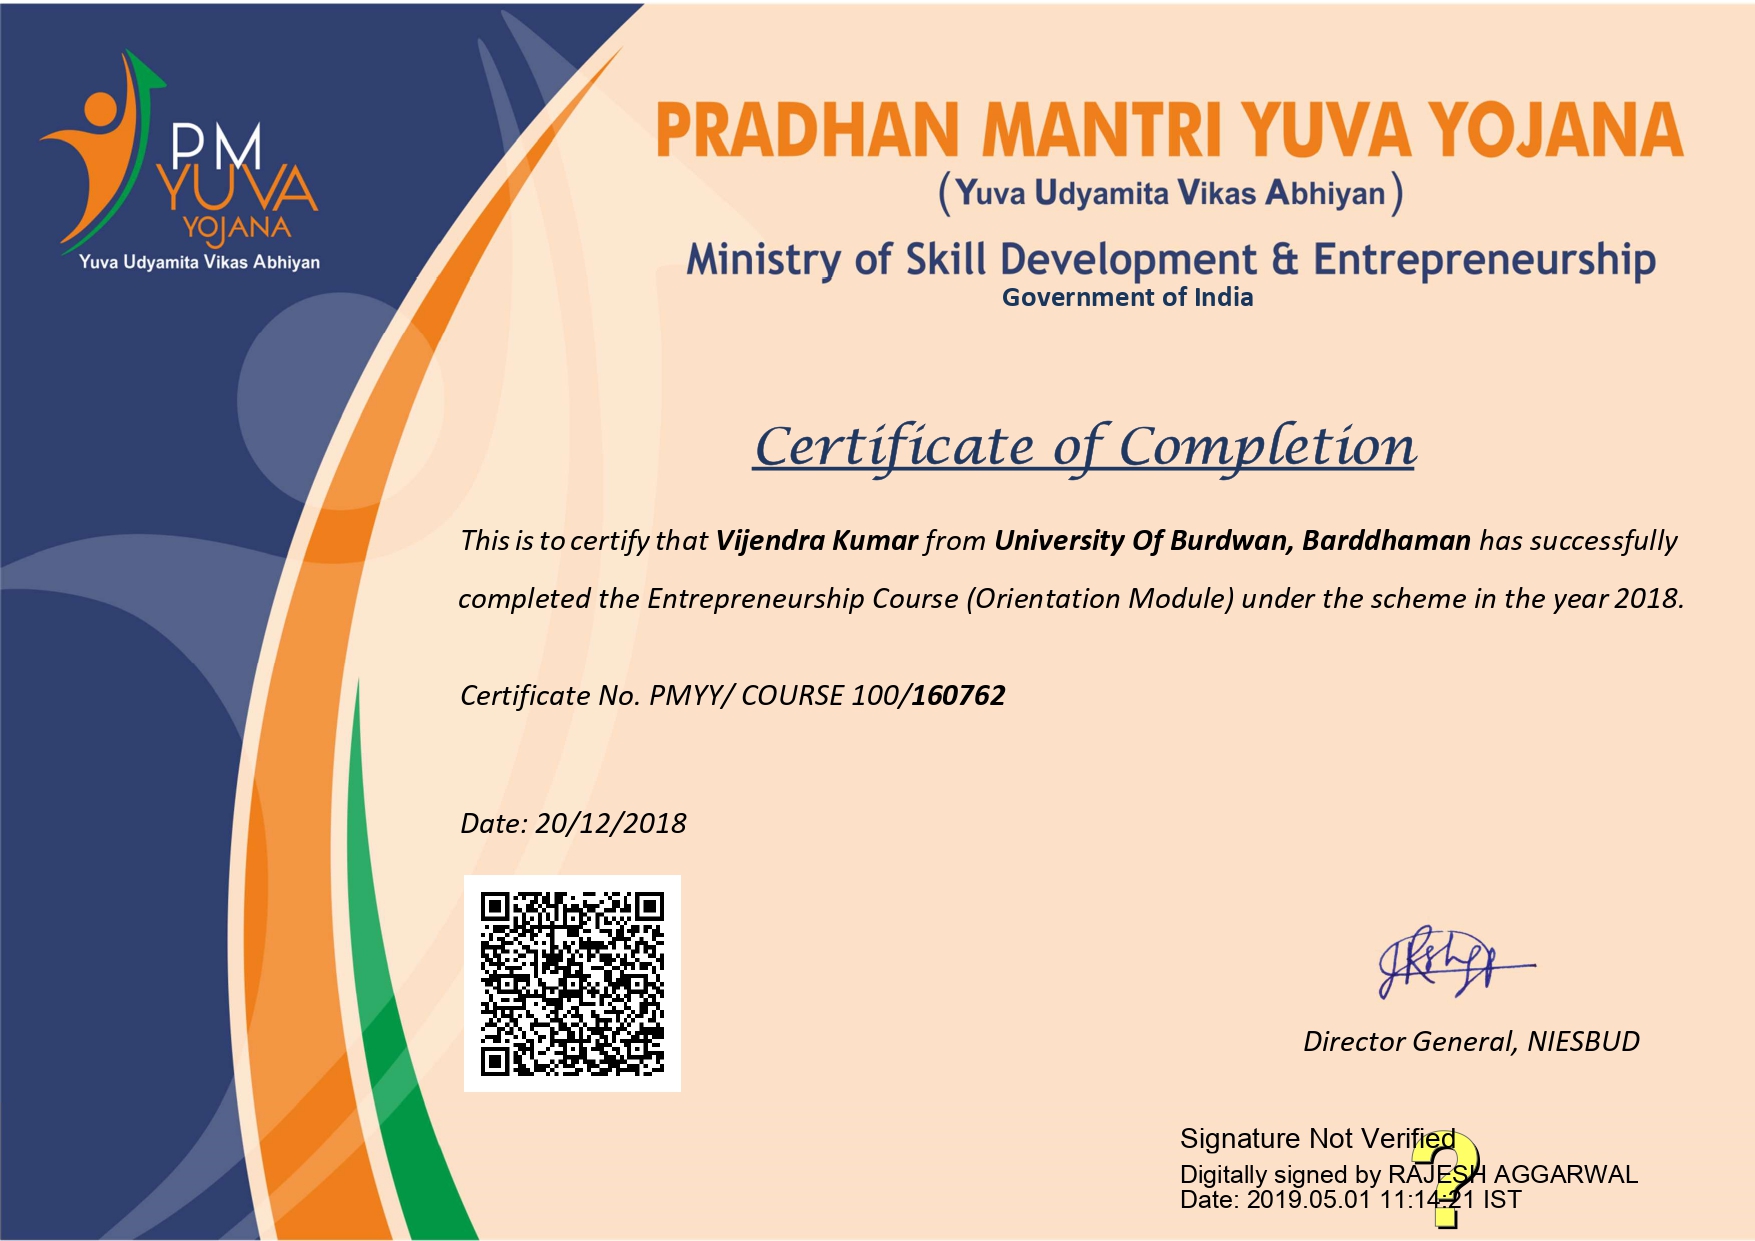 PM
YUVA
YOJANA
Yuva Udyamita Vikas Abhiyan
PRADHAN MANTRI YUVA YOJANA
(Yuva Udyamita Vikas Abhiyan)
Ministry of Skill Development & Entrepreneurship
Government of India
Certificate of Completion
This is to certify that Vijendra Kumar from University Of Burdwan, Barddhaman has successfully
completed the Entrepreneurship Course (Orientation Module) under the scheme in the year 2018.
Certificate No. PMYY/ COURSE 100/160762
Date: 20/12/2018
Director General, NIESBUD
Signature Not Verified
Digitally signed by RAJESH AGGARWAL
Date: 2019.05.01 11:14:21 IST